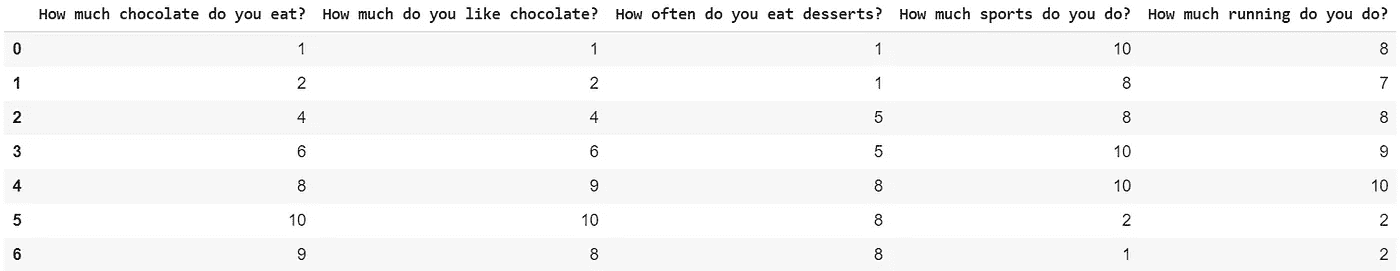 How much chocolate do you eat? How much do you like chocolate? How often do you eat desserts? How much sports do you do? How much running do you do?
0 1 1 1 10 8
1 2 2 1 8 7
2 4 4 5 8 8
3 6 6 5 10 9
4 8 9 8 10 10
5 10 10 8 2 2
6 9 8 8 1 2